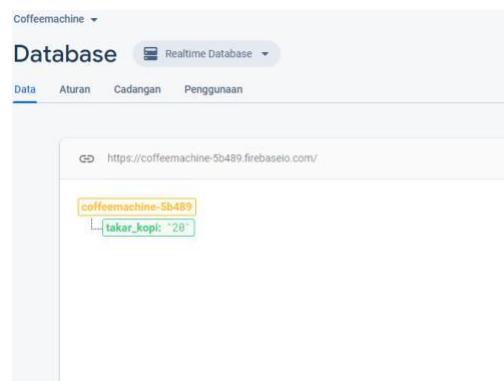 Coffeemachine
Database Realtime Database
Data Aturan Cadangan Penggunaan
https://coffeemachine-5b489.firebaseio.com/
coffeemachine-5b489
takar_kopi: "20"